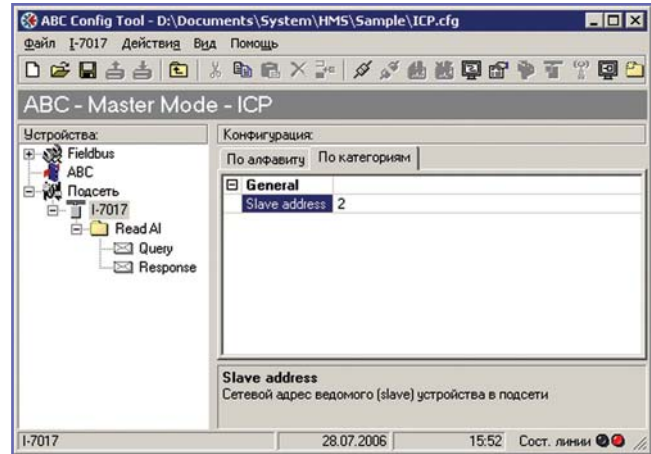 ABC Config Tool - D:\Documents\System\HMS\Sample\ICP.cfg
Файл I-7017 Действия Вид Помощь
ABC - Master Mode - ICP
Устройства:
Конфигурация:
Fieldbus
ABC
Подсеть
I-7017
Read AI
Query
Response
По алфавиту По категориям
General
Slave address 2
Slave address
Сетевой адрес ведомого (slave) устройства в подсети
I-7017 28.07.2006 15:52 Сост. линии